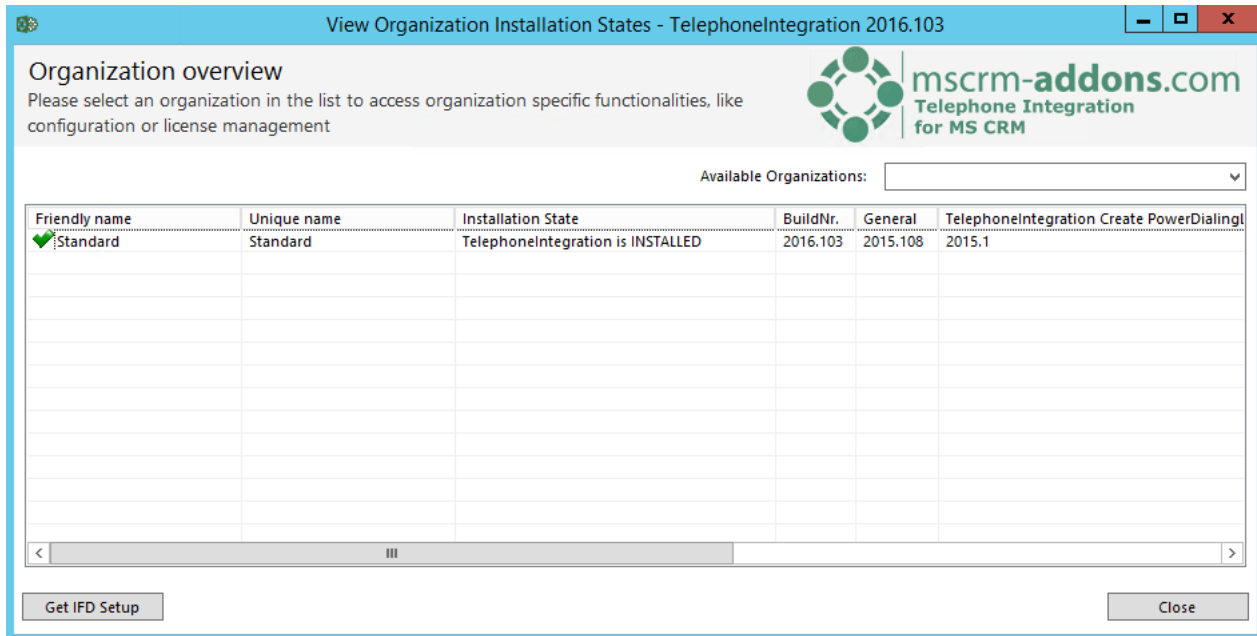 View Organization Installation States - TelephoneIntegration 2016.103
Organization overview
Please select an organization in the list to access organization specific functionalities, like
configuration or license management
mscrm-addons.com
Telephone Integration
for MS CRM
Available Organizations:
Friendly name Unique name Installation State BuildNr. General TelephoneIntegration Create PowerDialingL
Standard Standard TelephoneIntegration is INSTALLED 2016.103 2015.108 2015.1
Get IFD Setup Close